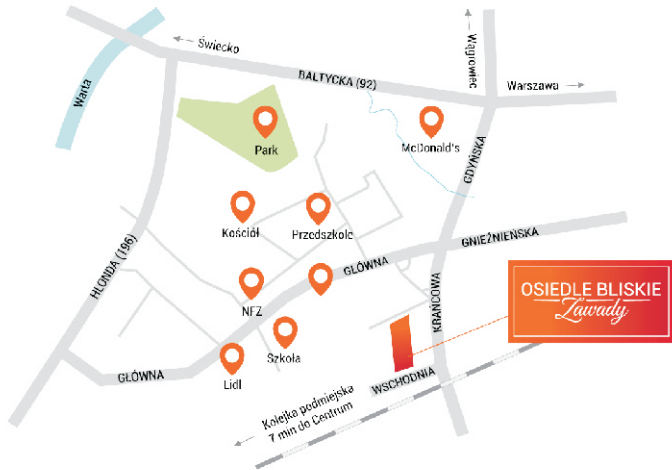 Świecko
Wągrowiec
BAŁTYCKA (92)
Warszawa
Warta
Park
McDonald's
GDYŃSKA
Kościół
Przedszkole
GNIEŹNIEŃSKA
HLONDA (196)
GŁÓWNA
NFZ
KRAŃCOWA
OSIEDLE BLISKIE
Zawady
Szkoła
Lidl
GŁÓWNA
WSCHODNIA
Kolejka podmiejska
7 min do Centrum